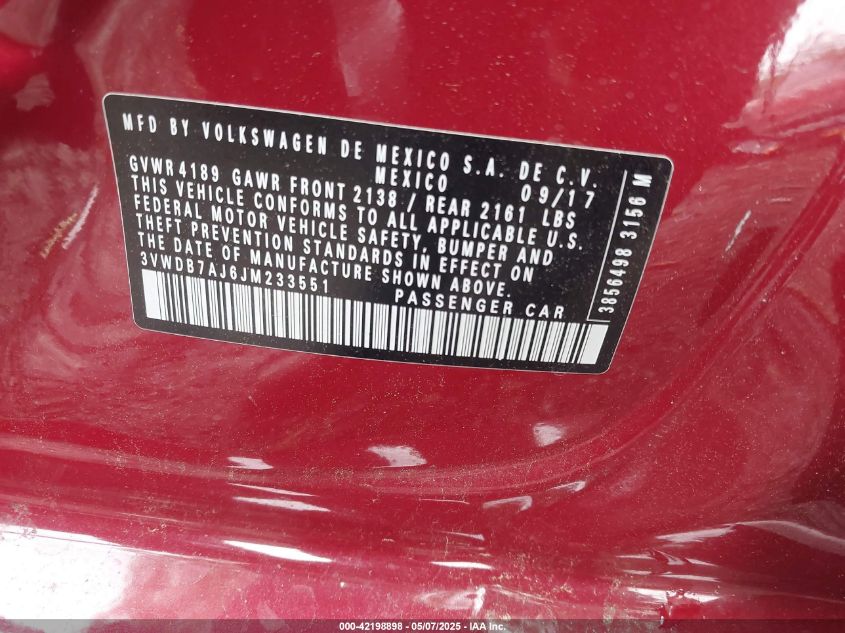 MFD BY VOLKSWAGEN DE MEXICO S.A. DE C.V.
MEXICO 09/17
GVWR 4189 GAWR FRONT 2138 / REAR 2161 LBS
THIS VEHICLE CONFORMS TO ALL APPLICABLE U.S.
FEDERAL MOTOR VEHICLE SAFETY, BUMPER AND
THEFT PREVENTION STANDARDS IN EFFECT ON
THE DATE OF MANUFACTURE SHOWN ABOVE.
3VWDB7AJ6JM233551 PASSENGER CAR
3856498 3156 M
000-42198898 - 05/07/2025 - IAA Inc.